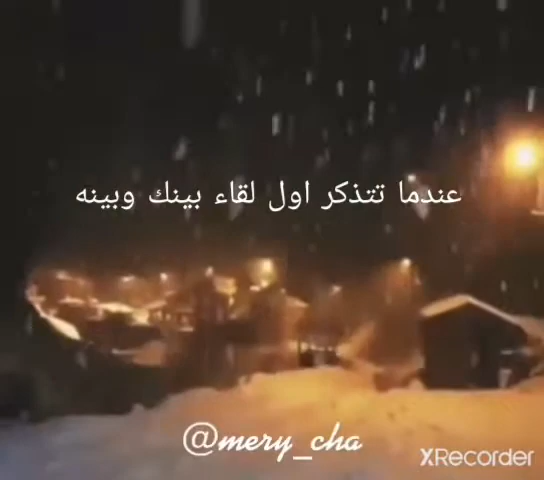 عندما تتذكر اول لقاء بينك وبينه
@mery_cha
XRecorder